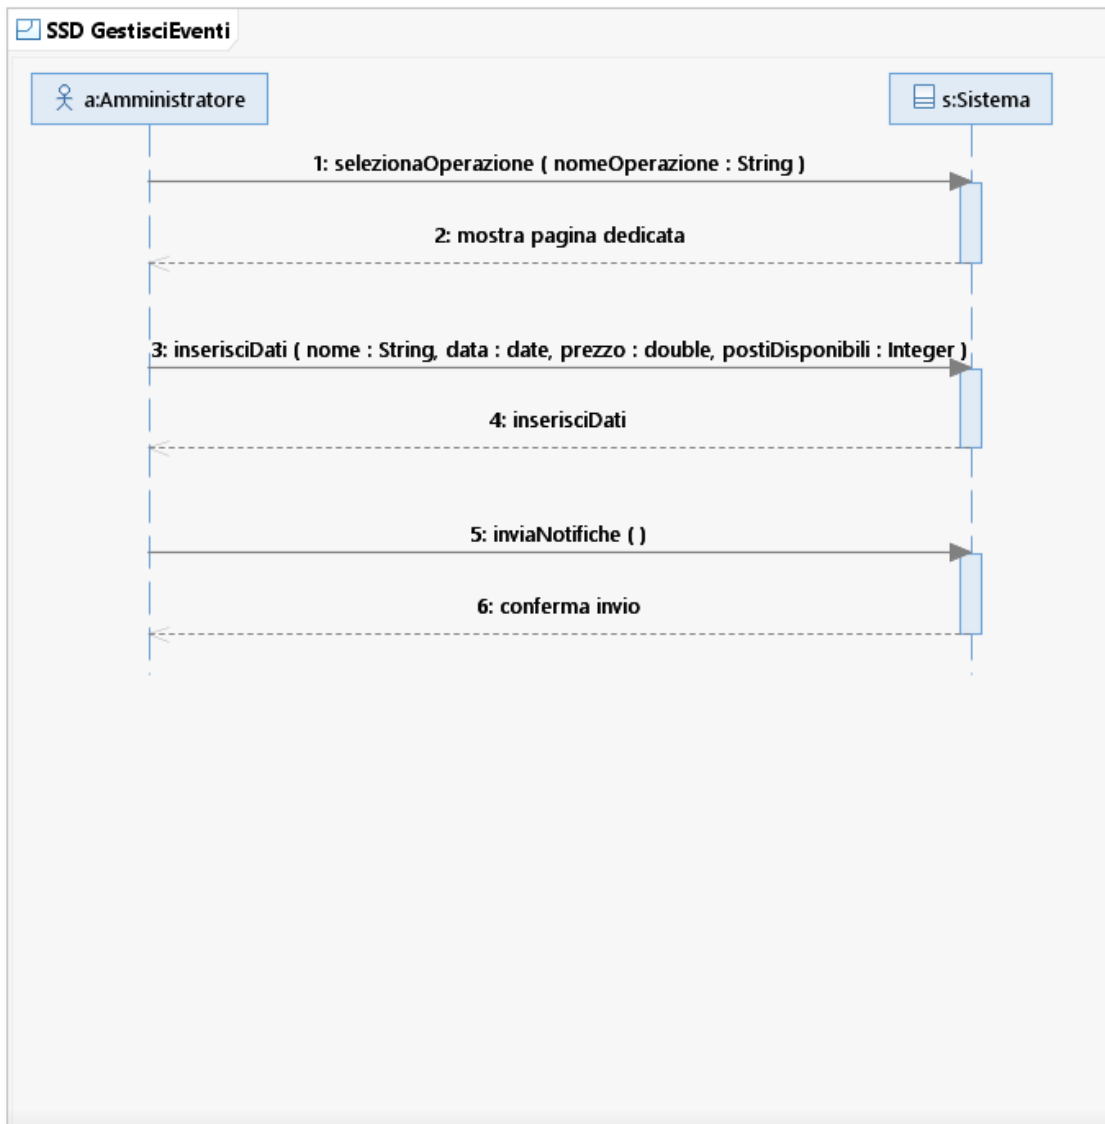 SSD GestisciEventi
a:Amministratore
s:Sistema
1: selezionaOperazione ( nomeOperazione : String )
2: mostra pagina dedicata
3: inserisciDati ( nome : String, data : date, prezzo : double, postiDisponibili : Integer )
4: inserisciDati
5: inviaNotifiche ( )
6: conferma invio